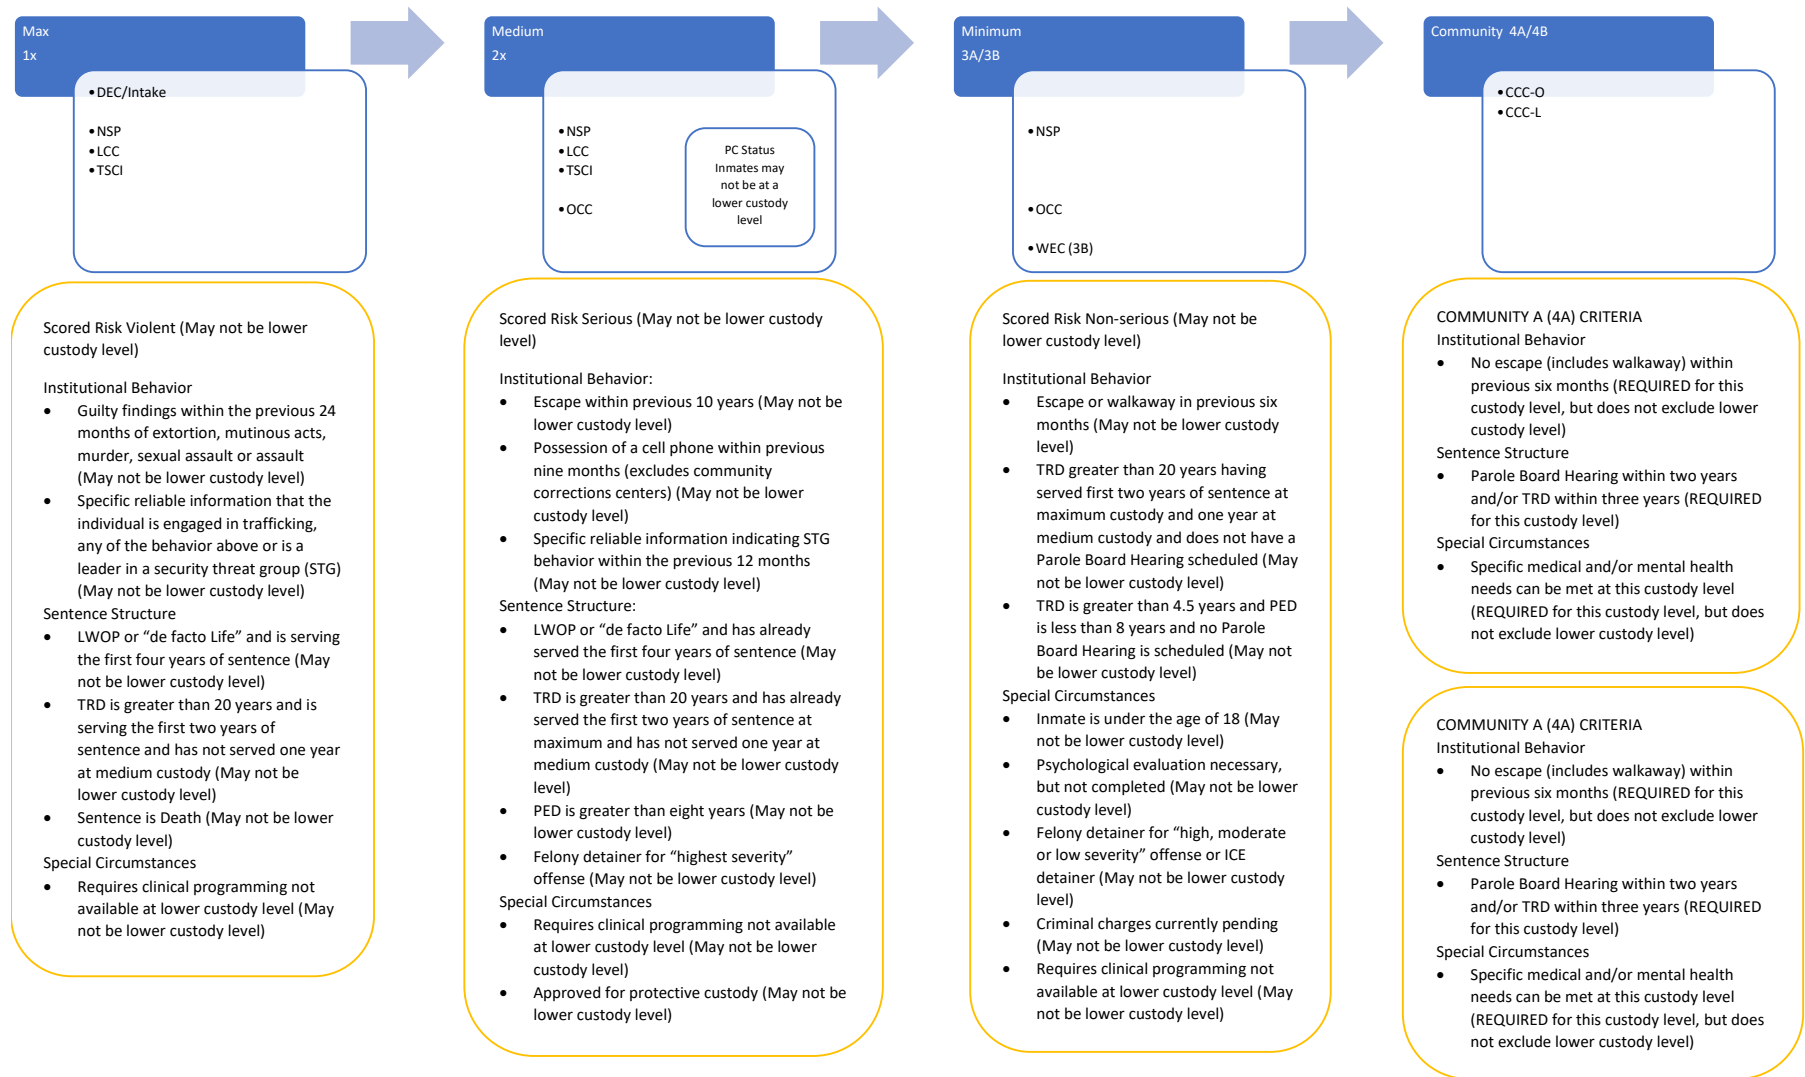 Max
1x
•DEC/Intake
•NSP
•LCC
•TSCI
Scored Risk Violent (May not be lower
custody level)
Institutional Behavior
• Guilty findings within the previous 24
months of extortion, mutinous acts,
murder, sexual assault or assault
(May not be lower custody level)
• Specific reliable information that the
individual is engaged in trafficking,
any of the behavior above or is a
leader in a security threat group (STG)
(May not be lower custody level)
Sentence Structure
• LWOP or “de facto Life” and is serving
the first four years of sentence (May
not be lower custody level)
• TRD is greater than 20 years and is
serving the first two years of
sentence and has not served one year
at medium custody (May not be
lower custody level)
• Sentence is Death (May not be lower
custody level)
Special Circumstances
• Requires clinical programming not
available at lower custody level (May
not be lower custody level)
Medium
2x
•NSP
•LCC
•TSCI
•OCC
PC Status
Inmates may
not be at a
lower custody
level
Scored Risk Serious (May not be lower custody
level)
Institutional Behavior:
• Escape within previous 10 years (May not be
lower custody level)
• Possession of a cell phone within previous
nine months (excludes community
corrections centers) (May not be lower
custody level)
• Specific reliable information indicating STG
behavior within the previous 12 months
(May not be lower custody level)
Sentence Structure:
• LWOP or “de facto Life” and has already
served the first four years of sentence (May
not be lower custody level)
• TRD is greater than 20 years and has already
served the first two years of sentence at
maximum and has not served one year at
medium custody (May not be lower custody
level)
• PED is greater than eight years (May not be
lower custody level)
• Felony detainer for “highest severity”
offense (May not be lower custody level)
Special Circumstances
• Requires clinical programming not available
at lower custody level (May not be lower
custody level)
• Approved for protective custody (May not be
lower custody level)
Minimum
3A/3B
•NSP
•OCC
•WEC (3B)
Scored Risk Non-serious (May not be
lower custody level)
Institutional Behavior
• Escape or walkaway in previous six
months (May not be lower custody
level)
• TRD greater than 20 years having
served first two years of sentence at
maximum custody and one year at
medium custody and does not have a
Parole Board Hearing scheduled (May
not be lower custody level)
• TRD is greater than 4.5 years and PED
is less than 8 years and no Parole
Board Hearing is scheduled (May not
be lower custody level)
Special Circumstances
• Inmate is under the age of 18 (May
not be lower custody level)
• Psychological evaluation necessary,
but not completed (May not be lower
custody level)
• Felony detainer for “high, moderate
or low severity” offense or ICE
detainer (May not be lower custody
level)
• Criminal charges currently pending
(May not be lower custody level)
• Requires clinical programming not
available at lower custody level (May
not be lower custody level)
Community 4A/4B
•CCC-O
•CCC-L
COMMUNITY A (4A) CRITERIA
Institutional Behavior
• No escape (includes walkaway) within
previous six months (REQUIRED for this
custody level, but does not exclude lower
custody level)
Sentence Structure
• Parole Board Hearing within two years
and/or TRD within three years (REQUIRED
for this custody level)
Special Circumstances
• Specific medical and/or mental health
needs can be met at this custody level
(REQUIRED for this custody level, but does
not exclude lower custody level)
COMMUNITY A (4A) CRITERIA
Institutional Behavior
• No escape (includes walkaway) within
previous six months (REQUIRED for this
custody level, but does not exclude lower
custody level)
Sentence Structure
• Parole Board Hearing within two years
and/or TRD within three years (REQUIRED
for this custody level)
Special Circumstances
• Specific medical and/or mental health
needs can be met at this custody level
(REQUIRED for this custody level, but does
not exclude lower custody level)